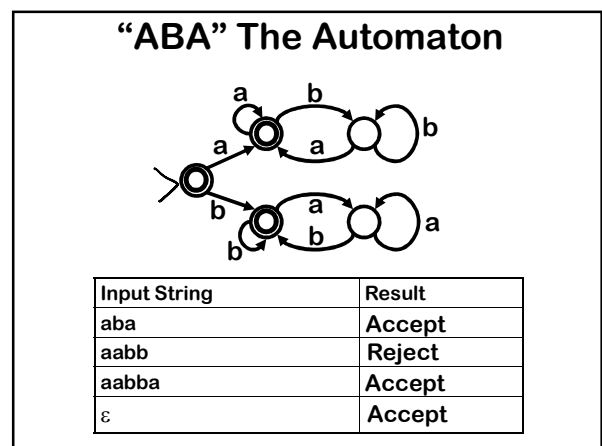 “ABA” The Automaton
a
b
a
a
b
b
a
b
b
a
b
Input String Result
aba Accept
aabb Reject
aabba Accept
ε Accept